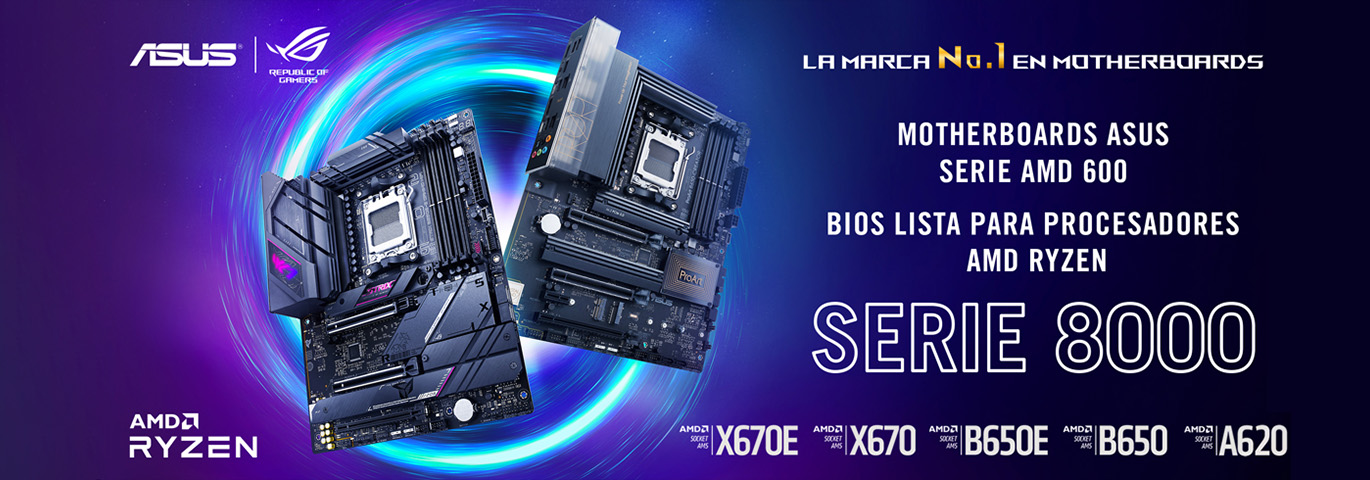 ASUS
REPUBLIC OF
GAMERS
LA MARCA No.1 EN MOTHERBOARDS
MOTHERBOARDS ASUS
SERIE AMD 600
BIOS LISTA PARA PROCESADORES
AMD RYZEN
SERIE 8000
STRIX
ProArt
AMD
RYZEN
AMD SOCKET AM5 X670E
AMD SOCKET AM5 X670
AMD SOCKET AM5 B650E
AMD SOCKET AM5 B650
AMD SOCKET AM5 A620